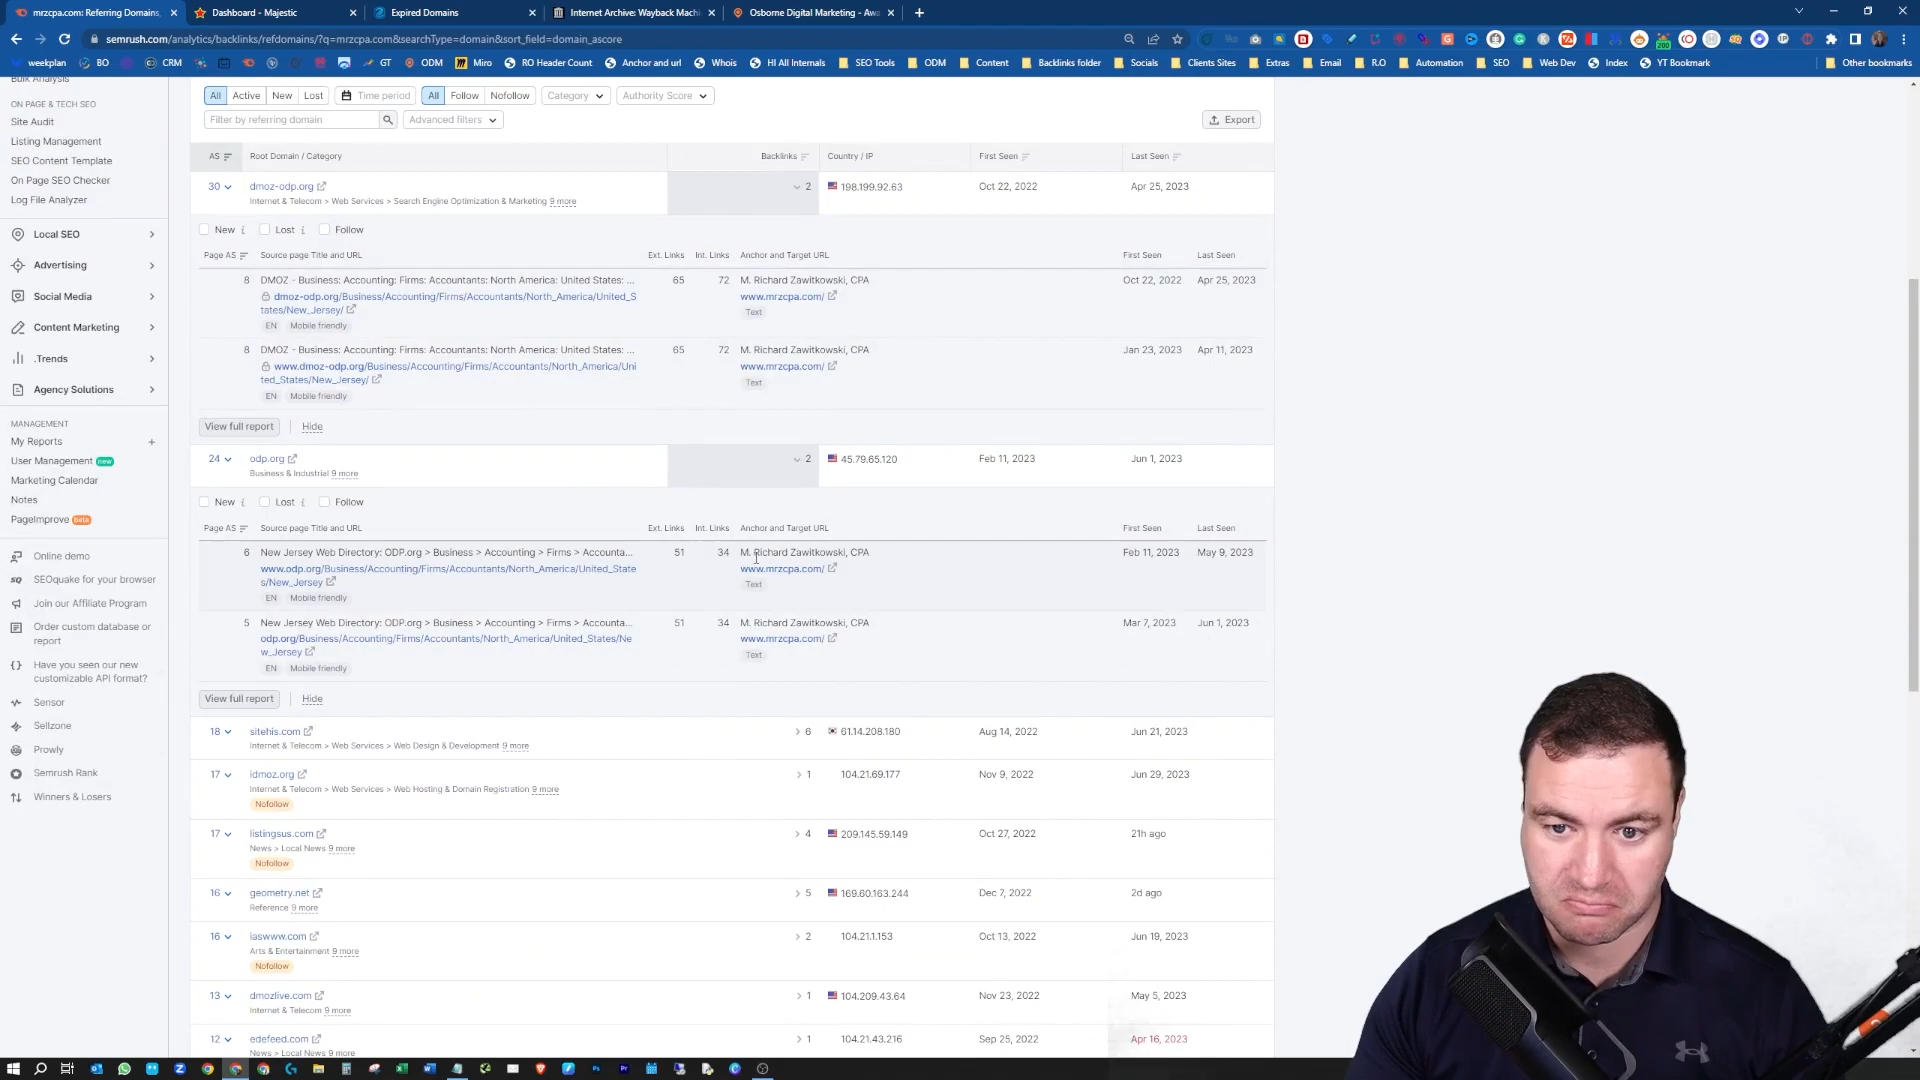 mrzcpa.com: Referring Domains,
Dashboard - Majestic
Expired Domains
Internet Archive: Wayback Machi
Osborne Digital Marketing - Awa
semrush.com/analytics/backlinks/refdomains/?q=mrzcpa.com&searchType=domain&sort_field=domain_ascore
weekplan BO CRM GT ODM Miro RO Header Count Anchor and url Whois HI All Internals SEO Tools ODM Content Backlinks folder Socials Clients Sites Extras Email R.O Automation SEO Web Dev Index YT Bookmark Other bookmarks
Bulk Analysis
ON PAGE & TECH SEO
Site Audit
Listing Management
SEO Content Template
On Page SEO Checker
Log File Analyzer
Local SEO
Advertising
Social Media
Content Marketing
.Trends
Agency Solutions
MANAGEMENT
My Reports +
User Management new
Marketing Calendar
Notes
PageImprove beta
Online demo
SEOquake for your browser
Join our Affiliate Program
Order custom database or
report
Have you seen our new
customizable API format?
Sensor
Sellzone
Prowly
Semrush Rank
Winners & Losers
All Active New Lost Time period All Follow Nofollow Category Authority Score
Filter by referring domain Advanced filters Export
AS Root Domain / Category Backlinks Country / IP First Seen Last Seen
30 dmoz-odp.org 2 198.199.92.63 Oct 22, 2022 Apr 25, 2023
Internet & Telecom > Web Services > Search Engine Optimization & Marketing 9 more
New i Lost i Follow
Page AS Source page Title and URL Ext. Links Int. Links Anchor and Target URL First Seen Last Seen
8 DMOZ - Business: Accounting: Firms: Accountants: North America: United States: ... 65 72 M. Richard Zawitkowski, CPA Oct 22, 2022 Apr 25, 2023
dmoz-odp.org/Business/Accounting/Firms/Accountants/North_America/United_S www.mrzcpa.com/
tates/New_Jersey/ Text
EN Mobile friendly
8 DMOZ - Business: Accounting: Firms: Accountants: North America: United States: ... 65 72 M. Richard Zawitkowski, CPA Jan 23, 2023 Apr 11, 2023
www.dmoz-odp.org/Business/Accounting/Firms/Accountants/North_America/Uni www.mrzcpa.com/
ted_States/New_Jersey/ Text
EN Mobile friendly
View full report Hide
24 odp.org 2 45.79.65.120 Feb 11, 2023 Jun 1, 2023
Business & Industrial 9 more
New i Lost i Follow
Page AS Source page Title and URL Ext. Links Int. Links Anchor and Target URL First Seen Last Seen
6 New Jersey Web Directory: ODP.org > Business > Accounting > Firms > Accounta... 51 34 M. Richard Zawitkowski, CPA Feb 11, 2023 May 9, 2023
www.odp.org/Business/Accounting/Firms/Accountants/North_America/United_State www.mrzcpa.com/
s/New_Jersey Text
EN Mobile friendly
5 New Jersey Web Directory: ODP.org > Business > Accounting > Firms > Accounta... 51 34 M. Richard Zawitkowski, CPA Mar 7, 2023 Jun 1, 2023
odp.org/Business/Accounting/Firms/Accountants/North_America/United_States/Ne www.mrzcpa.com/
w_Jersey Text
EN Mobile friendly
View full report Hide
18 sitehis.com 6 61.14.208.180 Aug 14, 2022 Jun 21, 2023
Internet & Telecom > Web Services > Web Design & Development 9 more
17 idmoz.org 1 104.21.69.177 Nov 9, 2022 Jun 29, 2023
Internet & Telecom > Web Services > Web Hosting & Domain Registration 9 more
Nofollow
17 listingsus.com 4 209.145.59.149 Oct 27, 2022 21h ago
News > Local News 9 more
Nofollow
16 geometry.net 5 169.60.163.244 Dec 7, 2022 2d ago
Reference 9 more
16 iaswww.com 2 104.21.1.153 Oct 13, 2022 Jun 19, 2023
Arts & Entertainment 9 more
Nofollow
13 dmozlive.com 1 104.209.43.64 Nov 23, 2022 May 5, 2023
Internet & Telecom 9 more
12 edefeed.com 1 104.21.43.216 Sep 25, 2022 Apr 16, 2023
News > Local News 9 more